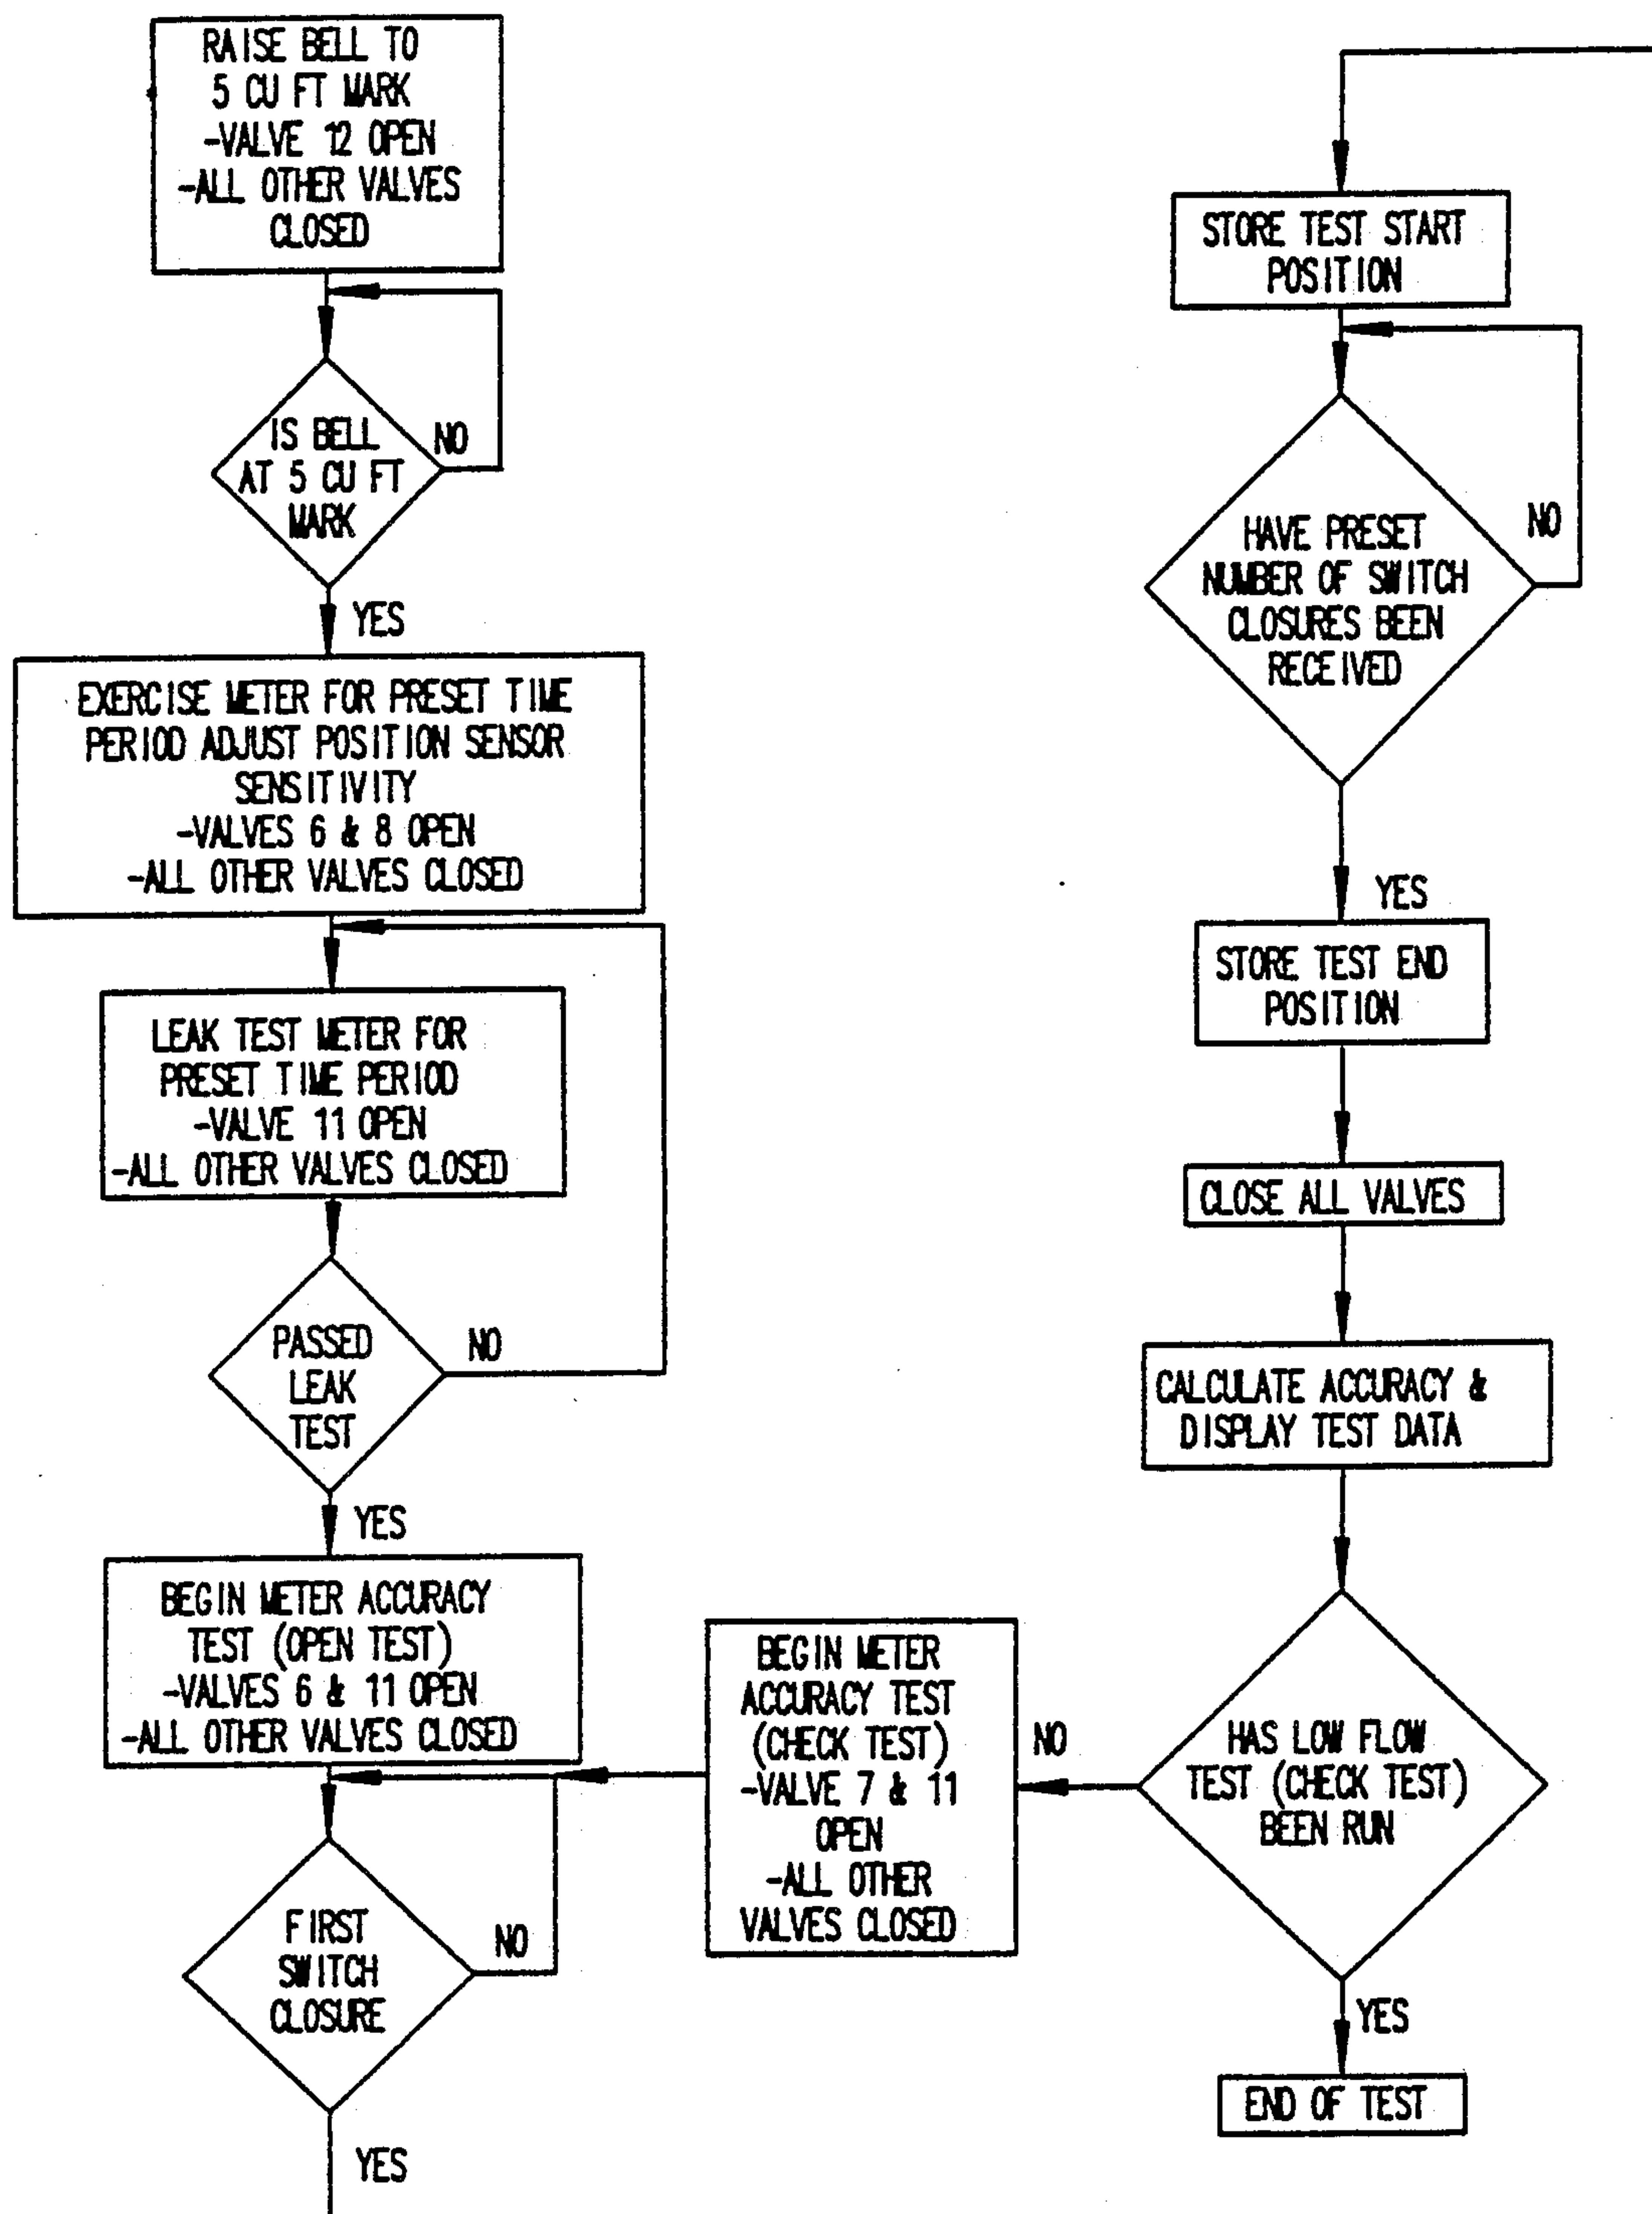 RAISE BELL TO
5 CU FT MARK
-VALVE 12 OPEN
-ALL OTHER VALVES
CLOSED
IS BELL
AT 5 CU FT
MARK
NO
YES
EXERCISE METER FOR PRESET TIME
PERIOD ADJUST POSITION SENSOR
SENSITIVITY
-VALVES 6 & 8 OPEN
-ALL OTHER VALVES CLOSED
LEAK TEST METER FOR
PRESET TIME PERIOD
-VALVE 11 OPEN
-ALL OTHER VALVES CLOSED
PASSED
LEAK
TEST
NO
YES
BEGIN METER ACCURACY
TEST (OPEN TEST)
-VALVES 6 & 11 OPEN
-ALL OTHER VALVES CLOSED
FIRST
SWITCH
CLOSURE
NO
YES
STORE TEST START
POSITION
HAVE PRESET
NUMBER OF SWITCH
CLOSURES BEEN
RECEIVED
NO
YES
STORE TEST END
POSITION
CLOSE ALL VALVES
CALCULATE ACCURACY &
DISPLAY TEST DATA
HAS LOW FLOW
TEST (CHECK TEST)
BEEN RUN
NO
BEGIN METER
ACCURACY TEST
(CHECK TEST)
-VALVE 7 & 11
OPEN
-ALL OTHER
VALVES CLOSED
YES
END OF TEST